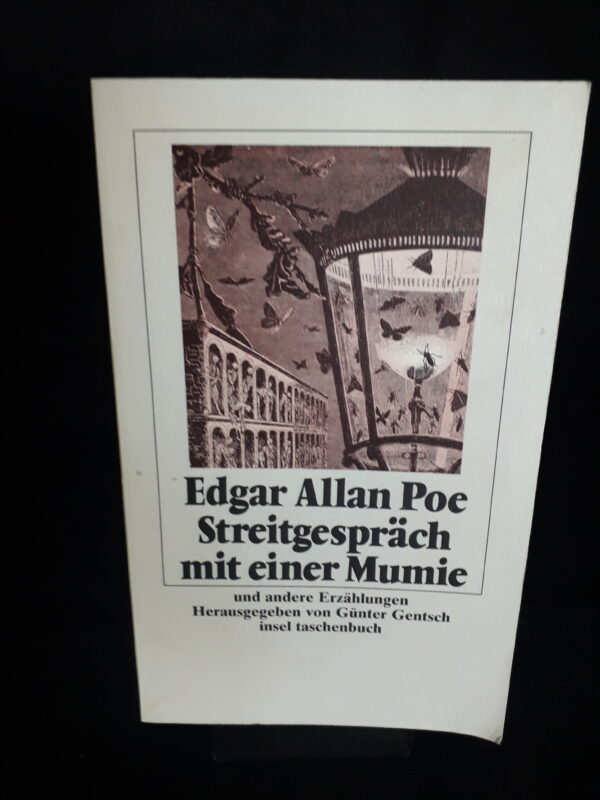 Edgar Allan Poe
Streitgespräch
mit einer Mumie
und andere Erzählungen
Herausgegeben von Günter Gentsch
insel taschenbuch